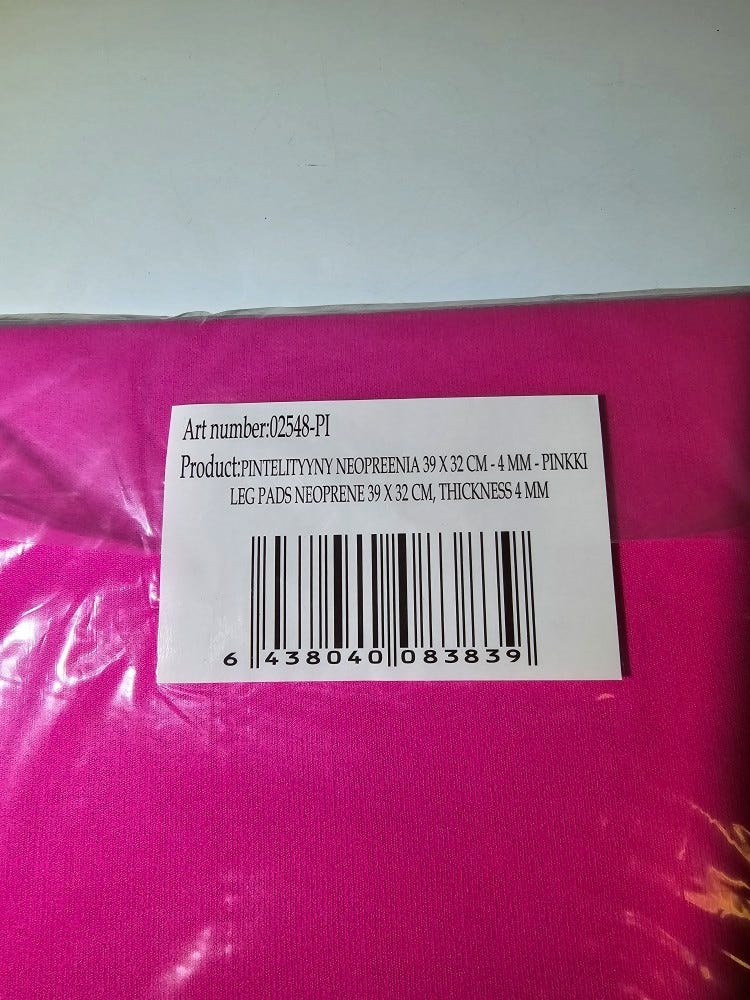 Art number:02548-PI
Product:PINTELITYYNY NEOPREENIA 39 X 32 CM - 4 MM - PINKKI
LEG PADS NEOPRENE 39 X 32 CM, THICKNESS 4 MM
6 438040 083839